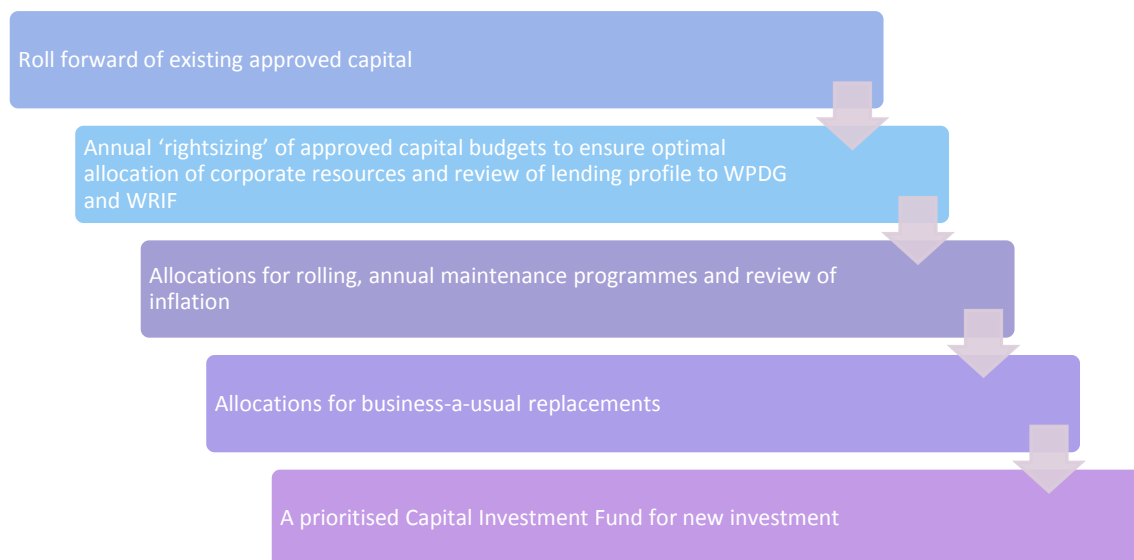 Roll forward of existing approved capital
Annual ‘rightsizing’ of approved capital budgets to ensure optimal
allocation of corporate resources and review of lending profile to WPDG
and WRIF
Allocations for rolling, annual maintenance programmes and review of
inflation
Allocations for business-a-usual replacements
A prioritised Capital Investment Fund for new investment